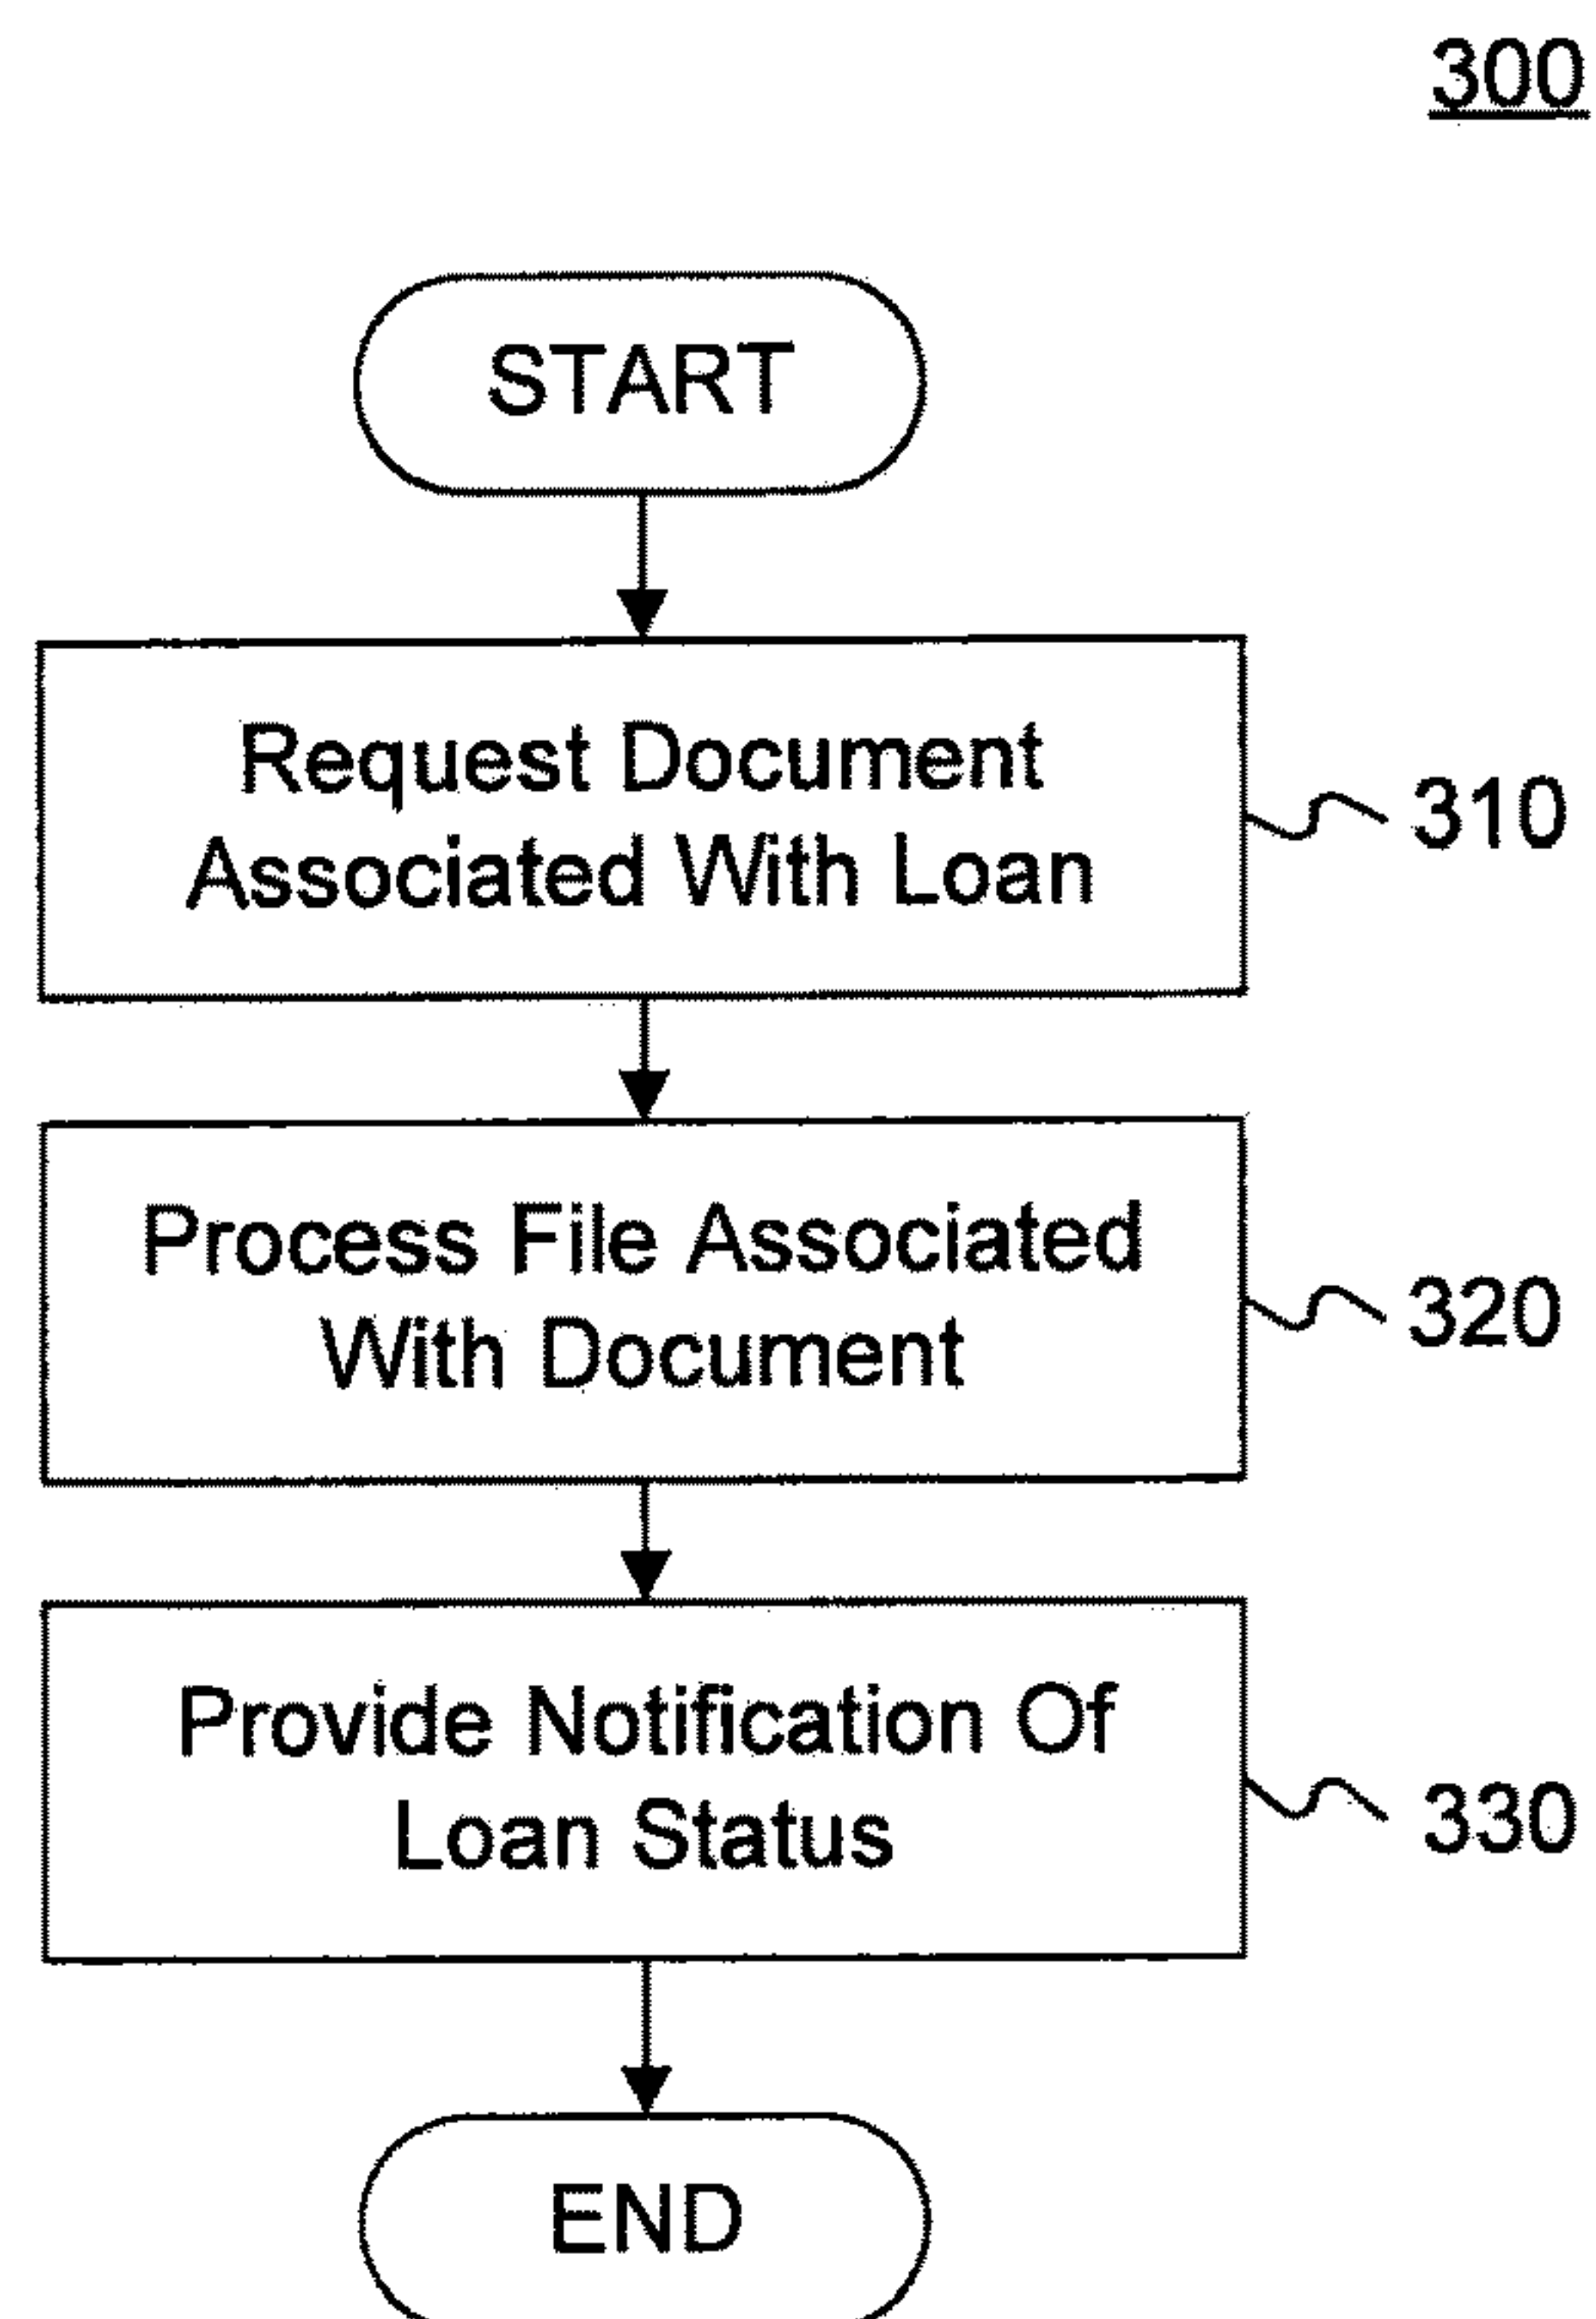 300
START
Request Document
Associated With Loan
310
Process File Associated
With Document
320
Provide Notification Of
Loan Status
330
END